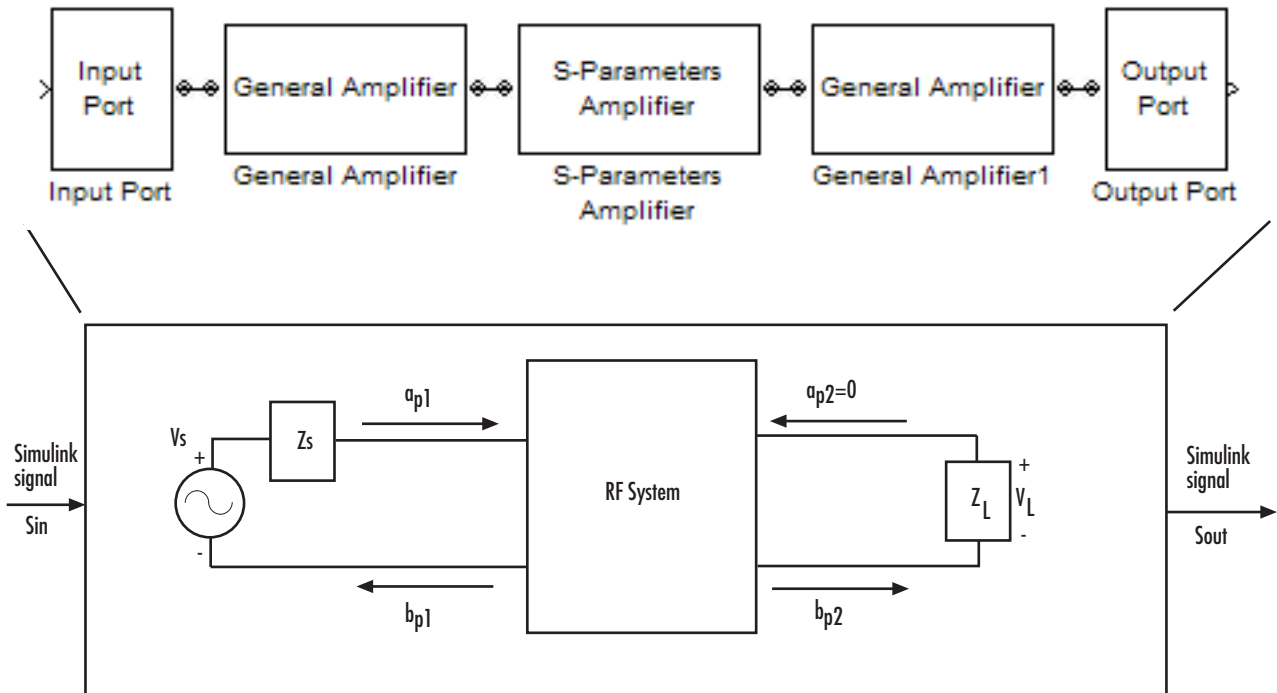 Input
Port
General Amplifier
S-Parameters
Amplifier
General Amplifier
Output
Port
Input Port
General Amplifier
S-Parameters
Amplifier
General Amplifier1
Output Port
Simulink
signal
Sin
Vs
+
-
Zs
ap1
bp1
RF System
ap2=0
bp2
ZL
+
VL
-
Simulink
signal
Sout